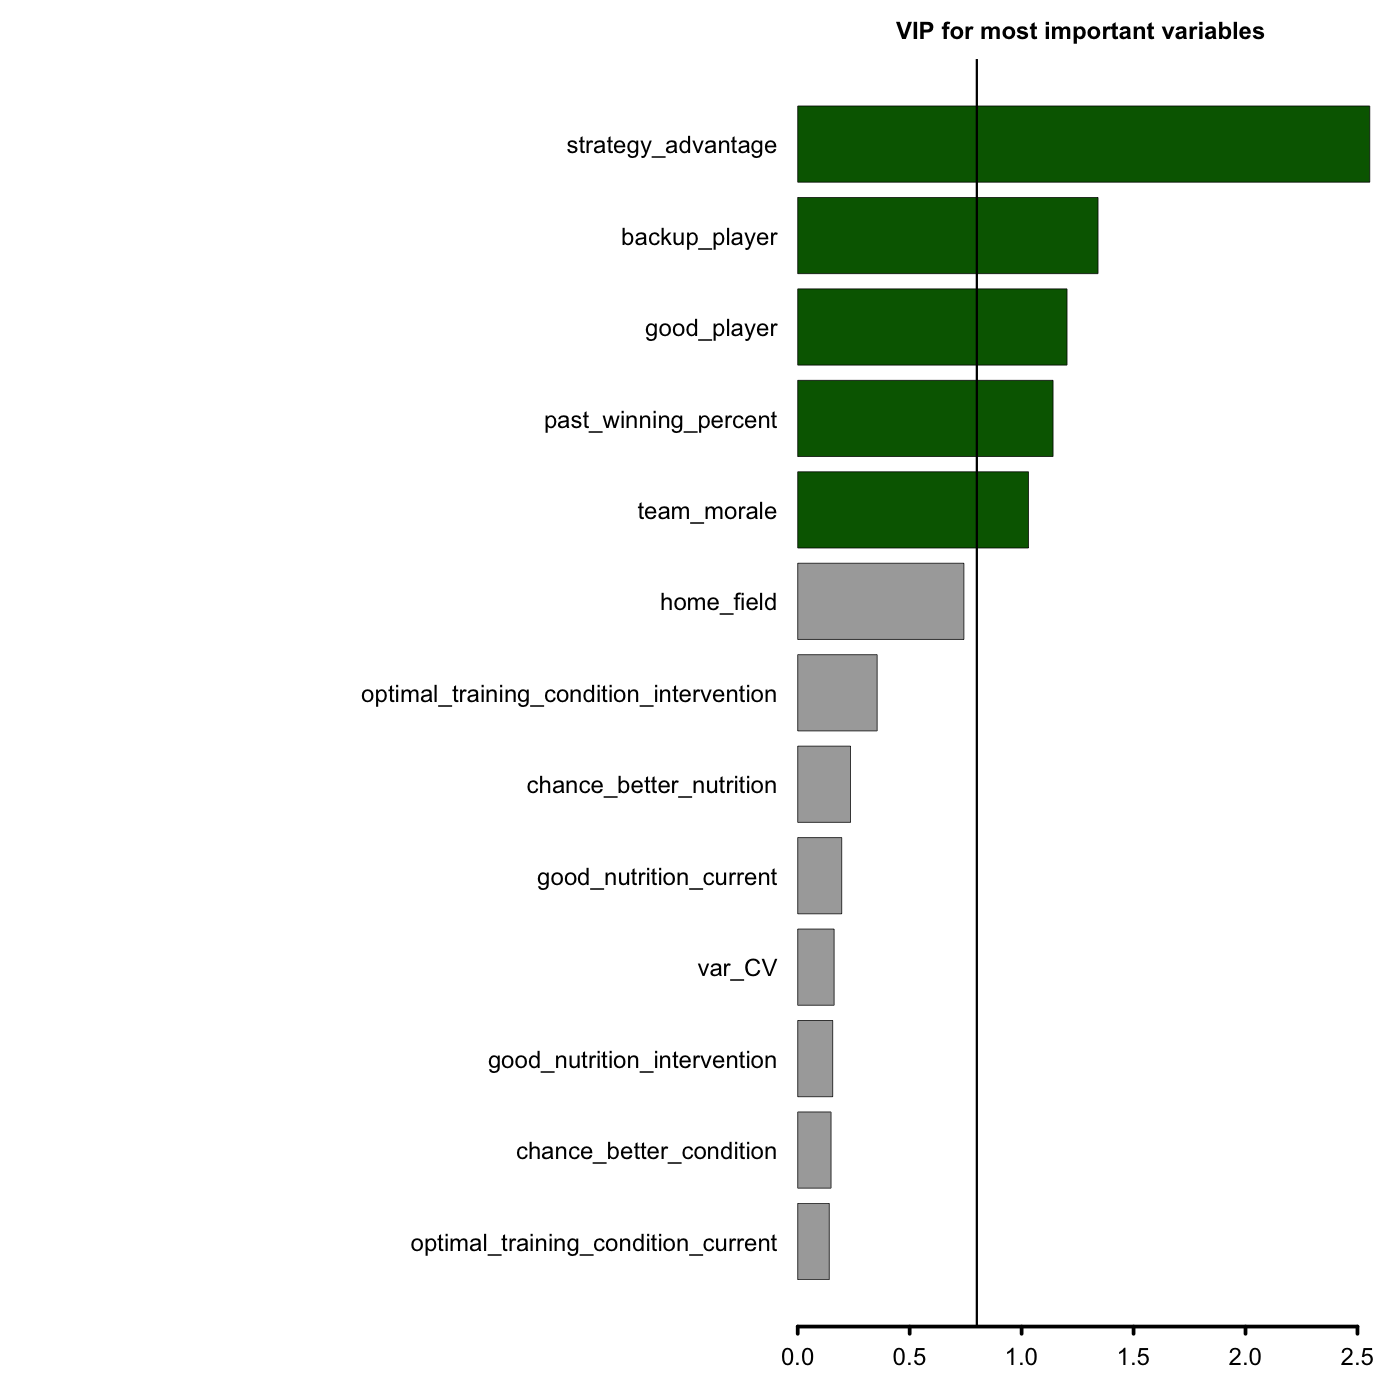 VIP for most important variables
strategy_advantage
backup_player
good_player
past_winning_percent
team_morale
home_field
optimal_training_condition_intervention
chance_better_nutrition
good_nutrition_current
var_CV
good_nutrition_intervention
chance_better_condition
optimal_training_condition_current
0.0 0.5 1.0 1.5 2.0 2.5